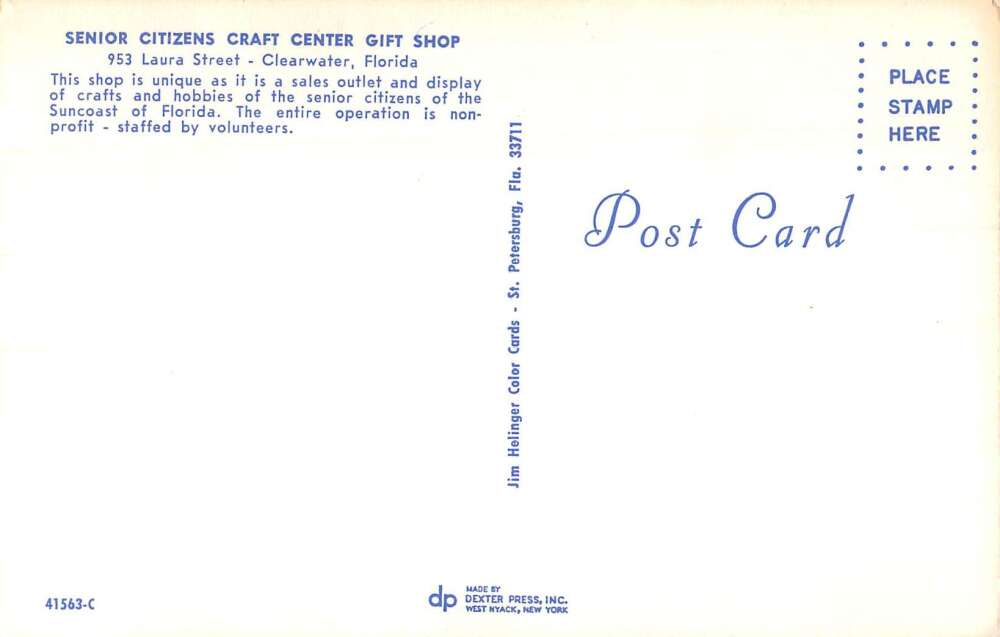 SENIOR CITIZENS CRAFT CENTER GIFT SHOP
953 Laura Street - Clearwater, Florida
This shop is unique as it is a sales outlet and display
of crafts and hobbies of the senior citizens of the
Suncoast of Florida. The entire operation is non-
profit - staffed by volunteers.
PLACE
STAMP
HERE
Post Card
Jim Helinger Color Cards - St. Petersburg, Fla. 33711
41563-C
dp
MADE BY
DEXTER PRESS, INC.
WEST NYACK, NEW YORK